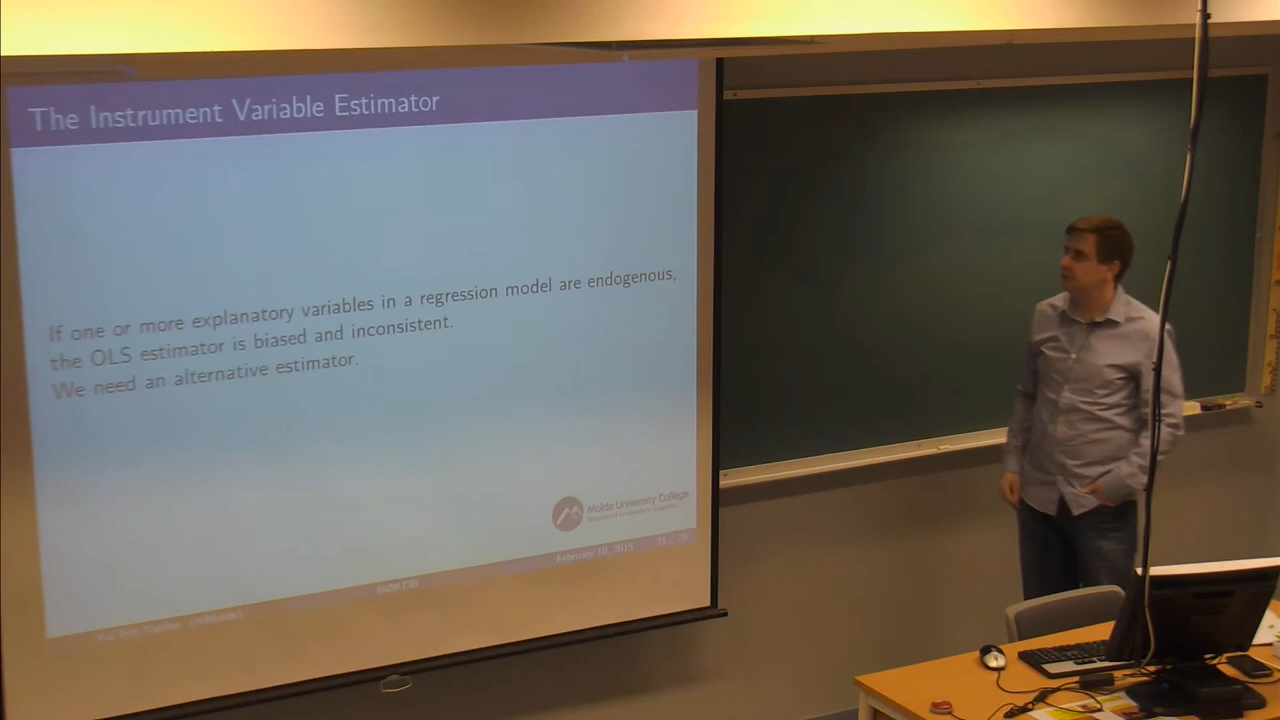 The Instrument Variable Estimator
If one or more explanatory variables in a regression model are endogenous,
the OLS estimator is biased and inconsistent.
We need an alternative estimator.
Molde University College
February 10, 2015